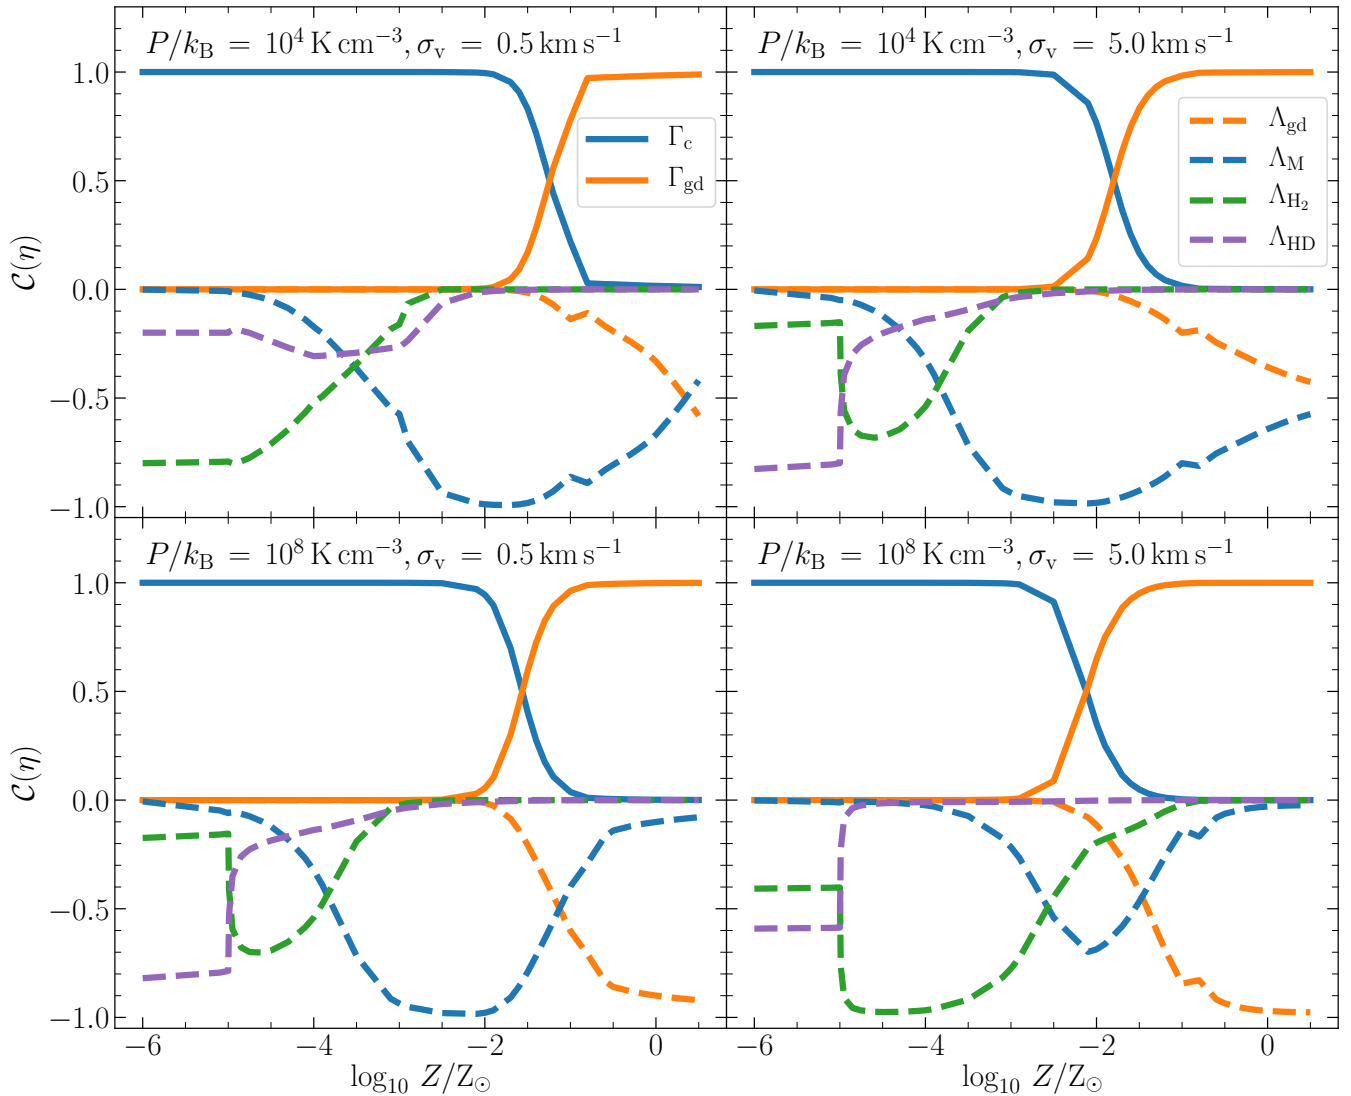 P/k_B = 10^4 K cm^−3, σ_v = 0.5 km s^−1
P/k_B = 10^4 K cm^−3, σ_v = 5.0 km s^−1
1.0
0.5
0.0
−0.5
−1.0
C(η)
Γ_c
Γ_gd
Λ_gd
Λ_M
Λ_H₂
Λ_HD
P/k_B = 10^8 K cm^−3, σ_v = 0.5 km s^−1
P/k_B = 10^8 K cm^−3, σ_v = 5.0 km s^−1
1.0
0.5
0.0
−0.5
−1.0
C(η)
−6 −4 −2 0
−6 −4 −2 0
log₁₀ Z/Z_⊙
log₁₀ Z/Z_⊙